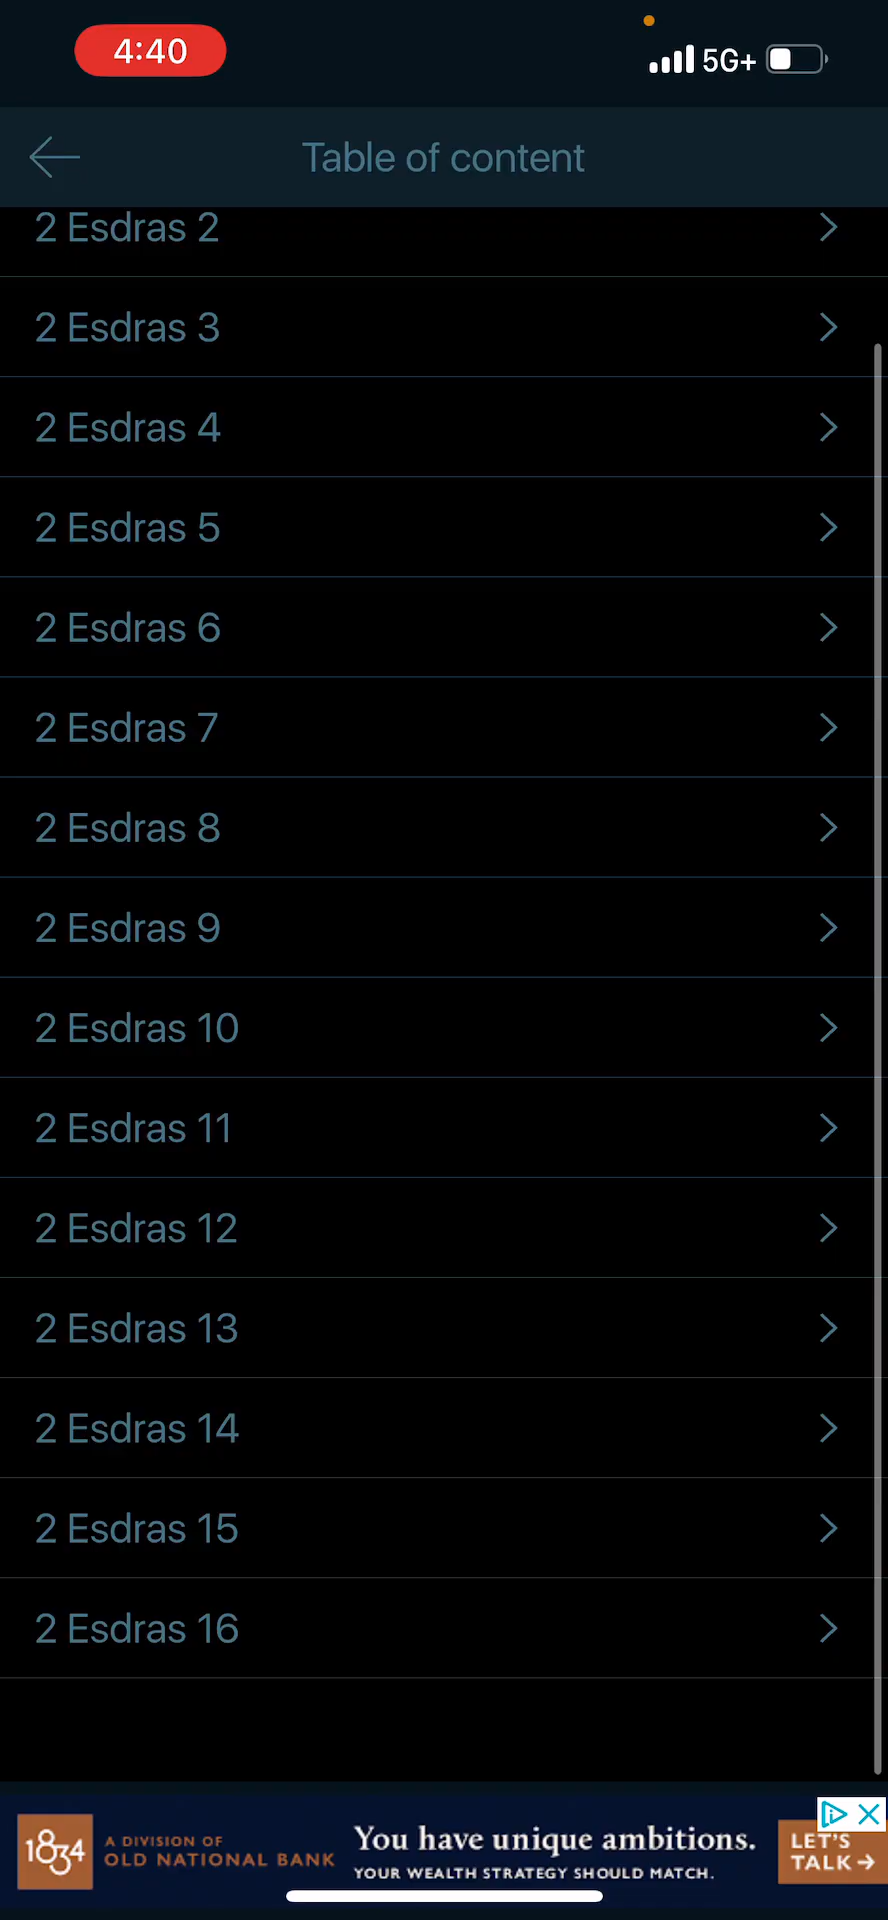 4:40
5G+
Table of content
2 Esdras 2
2 Esdras 3
2 Esdras 4
2 Esdras 5
2 Esdras 6
2 Esdras 7
2 Esdras 8
2 Esdras 9
2 Esdras 10
2 Esdras 11
2 Esdras 12
2 Esdras 13
2 Esdras 14
2 Esdras 15
2 Esdras 16
1834
A DIVISION OF
OLD NATIONAL BANK
You have unique ambitions.
YOUR WEALTH STRATEGY SHOULD MATCH.
LET'S
TALK→